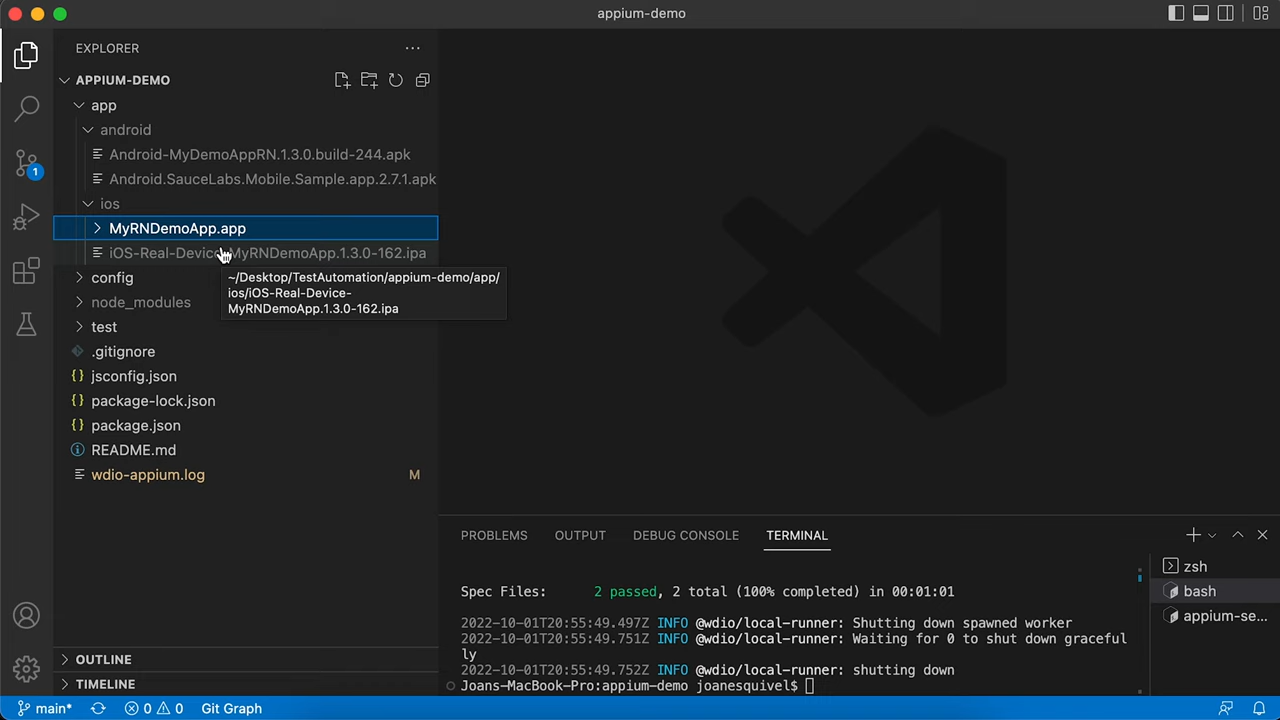 appium-demo
EXPLORER
APPIUM-DEMO
app
android
Android-MyDemoAppRN.1.3.0.build-244.apk
Android.SauceLabs.Mobile.Sample.app.2.7.1.apk
ios
MyRNDemoApp.app
iOS-Real-Device-MyRNDemoApp.1.3.0-162.ipa
~/Desktop/TestAutomation/appium-demo/app/
ios/iOS-Real-Device-
MyRNDemoApp.1.3.0-162.ipa
config
node_modules
test
.gitignore
jsconfig.json
package-lock.json
package.json
README.md
wdio-appium.log M
OUTLINE
TIMELINE
1
PROBLEMS OUTPUT DEBUG CONSOLE TERMINAL
Spec Files: 2 passed, 2 total (100% completed) in 00:01:01
2022-10-01T20:55:49.497Z INFO @wdio/local-runner: Shutting down spawned worker
2022-10-01T20:55:49.751Z INFO @wdio/local-runner: Waiting for 0 to shut down graceful
ly
2022-10-01T20:55:49.752Z INFO @wdio/local-runner: shutting down
Joans-MacBook-Pro:appium-demo joanesquivel$
zsh
bash
appium-se...
main* 0 0 Git Graph